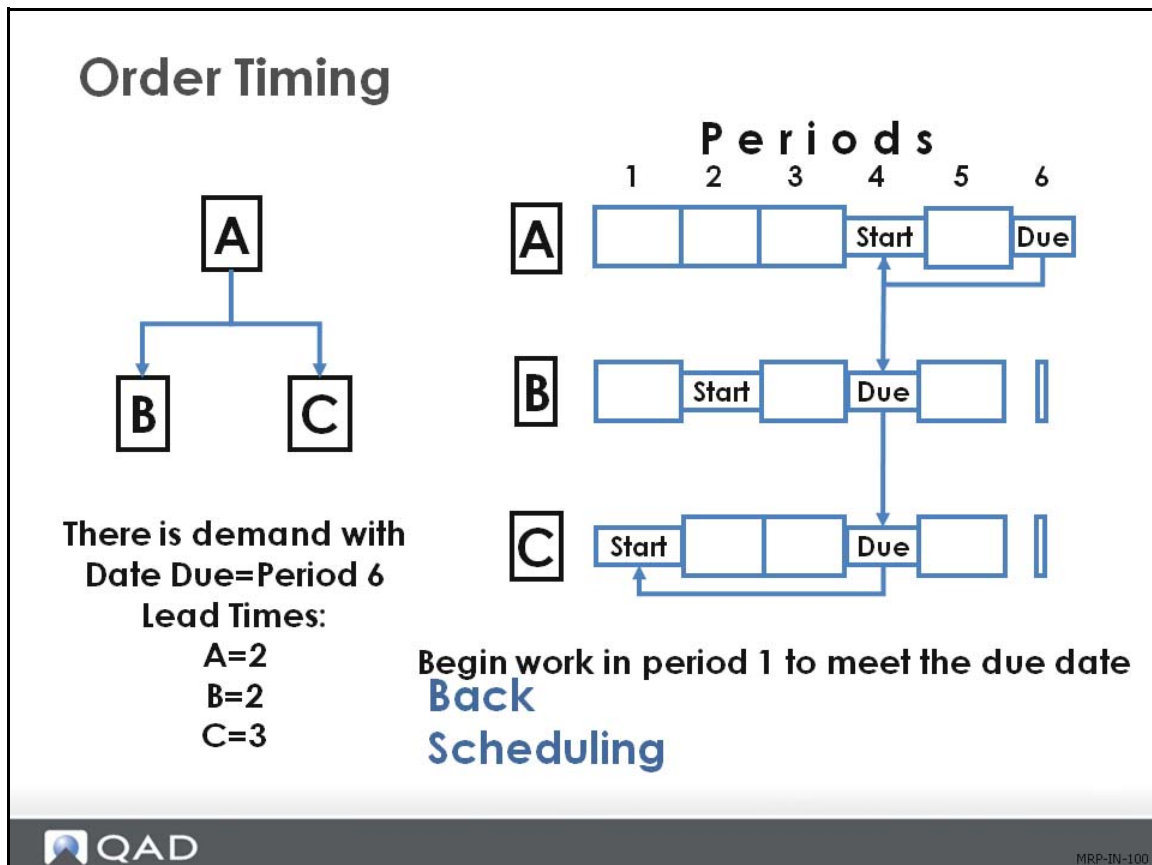 Order Timing
Periods
1 2 3 4 5 6
A
A
Start
Due
B
C
B
Start
Due
C
Start
Due
There is demand with
Date Due=Period 6
Lead Times:
A=2
B=2
C=3
Begin work in period 1 to meet the due date
Back
Scheduling
QAD
MRP-IN-100